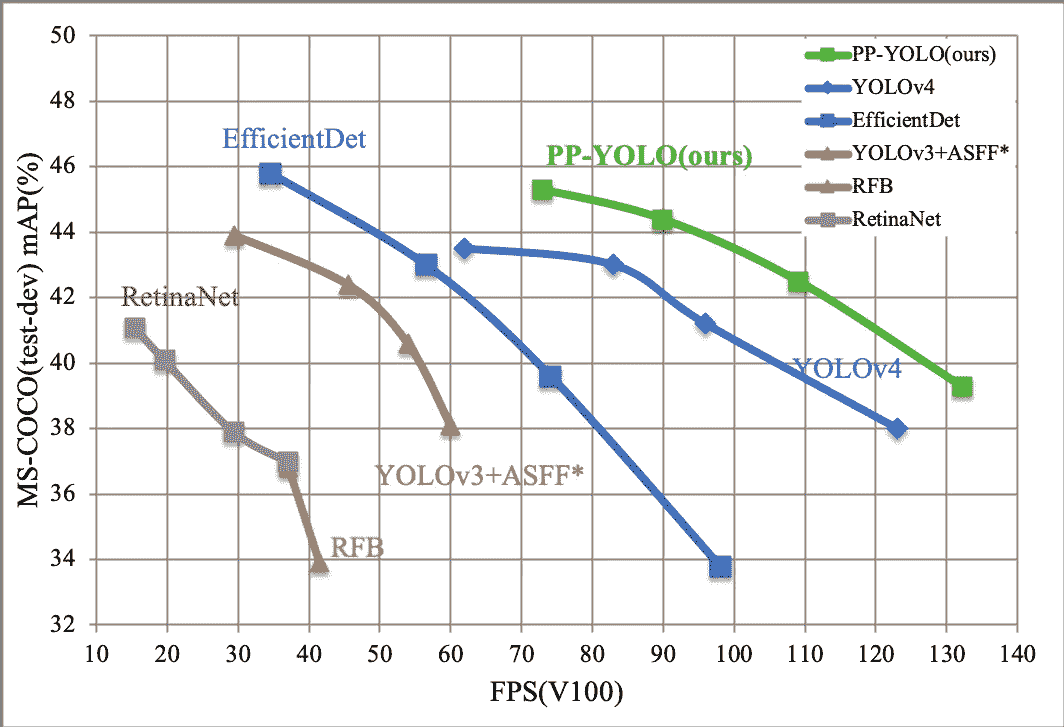 MS-COCO(test-dev) mAP(%)
50
48
46
44
42
40
38
36
34
32
PP-YOLO(ours)
YOLOv4
EfficientDet
YOLOv3+ASFF*
RFB
RetinaNet
EfficientDet
PP-YOLO(ours)
RetinaNet
YOLOv4
YOLOv3+ASFF*
RFB
10 20 30 40 50 60 70 80 90 100 110 120 130 140
FPS(V100)